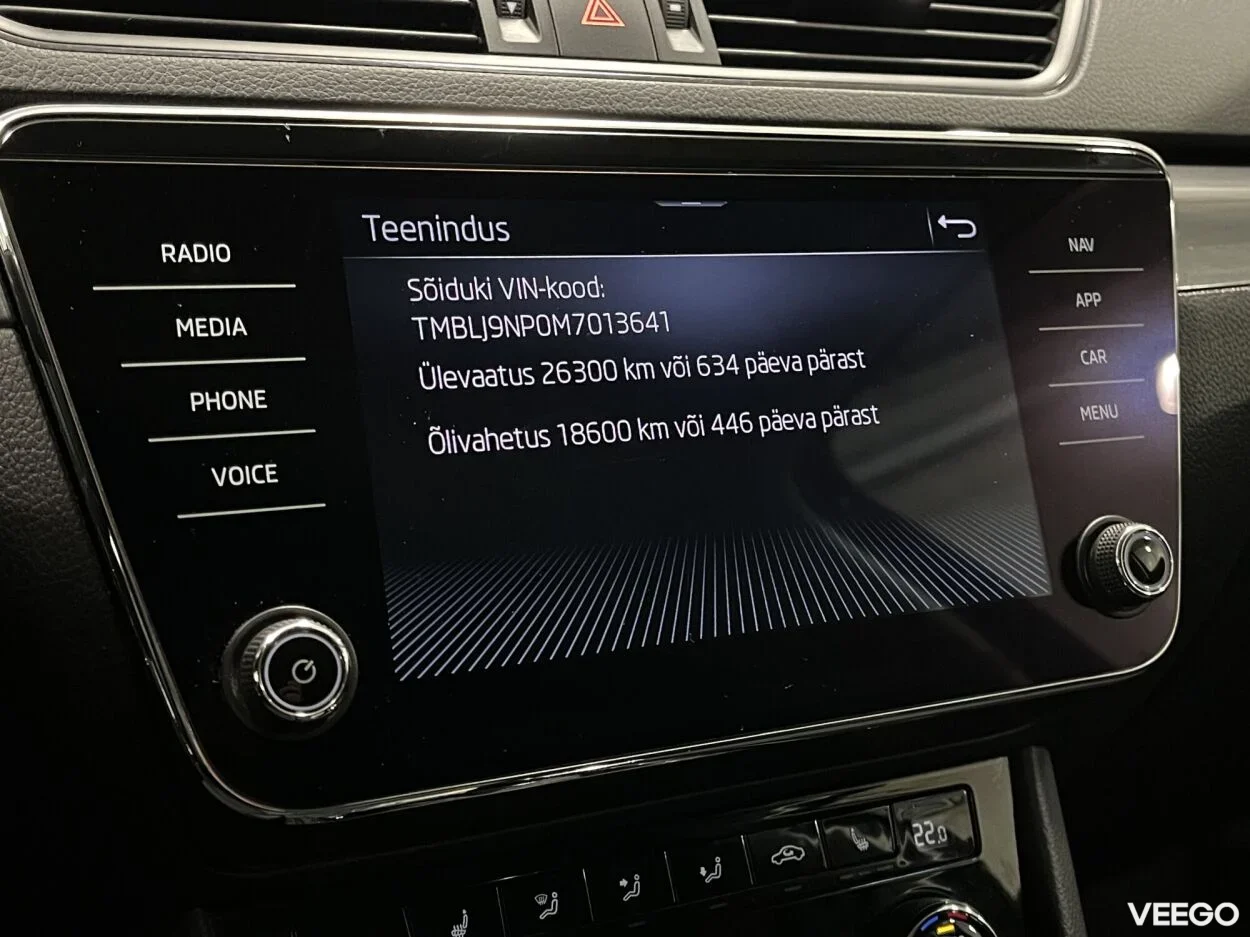 Teenindus
Sõiduki VIN-kood:
TMBLJ9NP0M7013641
Ülevaatus 26300 km või 634 päeva pärast
Õlivahetus 18600 km või 446 päeva pärast
RADIO
MEDIA
PHONE
VOICE
NAV
APP
CAR
MENU
22.0
VEEGO